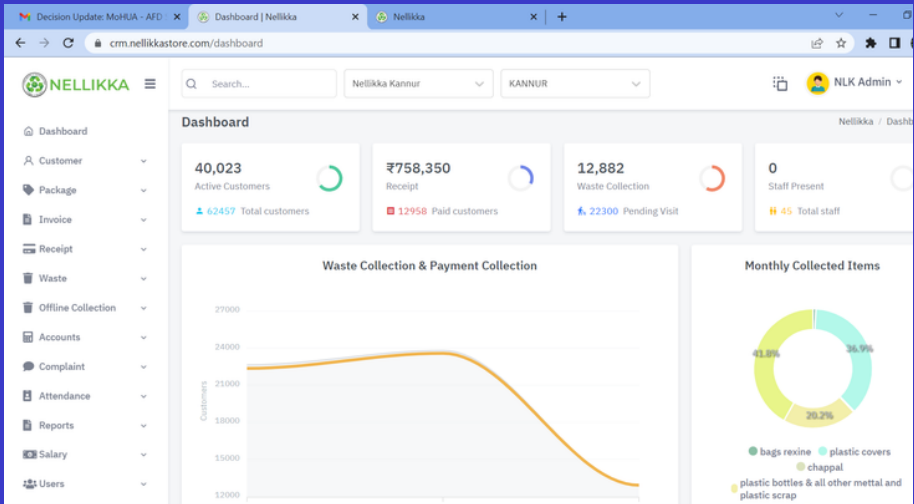 Decision Update: MoHUA - AFD
Dashboard | Nellikka
Nellikka
crm.nellikkastore.com/dashboard
NELLIKKA
Search...
Nellikka Kannur
KANNUR
NLK Admin
Dashboard
Nellikka / Dashb
Dashboard
Customer
Package
Invoice
Receipt
Waste
Offline Collection
Accounts
Complaint
Attendance
Reports
Salary
Users
40,023
Active Customers
62457 Total customers
₹758,350
Receipt
12958 Paid customers
12,882
Waste Collection
22300 Pending Visit
0
Staff Present
45 Total staff
Waste Collection & Payment Collection
27000
24000
21000
18000
15000
12000
Customers
Monthly Collected Items
41.8%
36.9%
20.2%
bags rexine plastic covers
chappal
plastic bottles & all other mettal and
plastic scrap